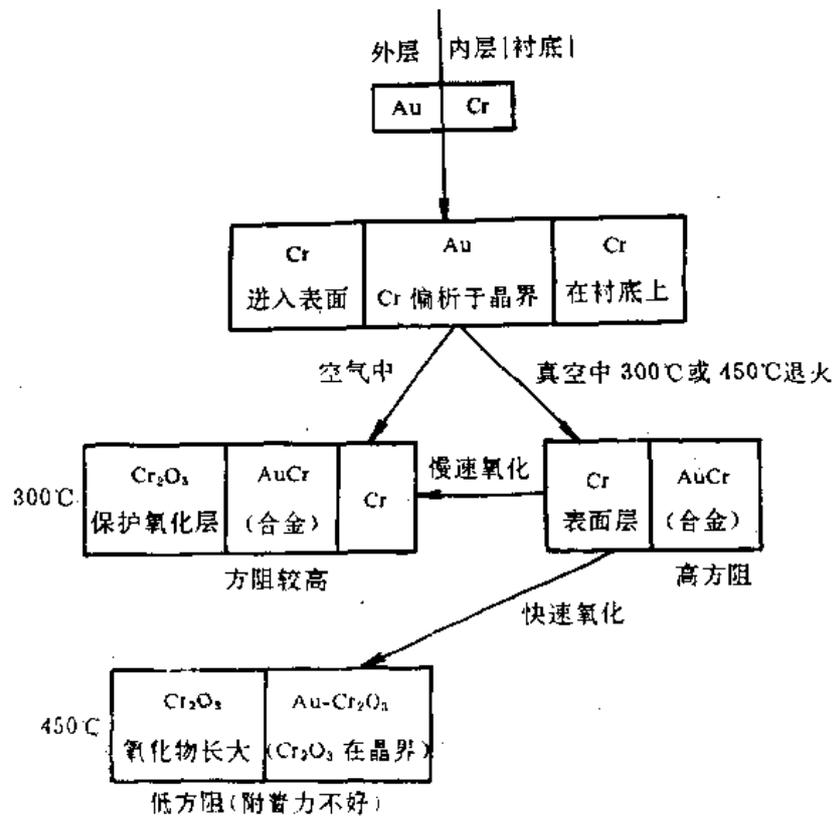 外层 内层|衬底|
Au Cr
Cr Au Cr
进入表面 Cr 偏析于晶界 在衬底上
空气中 真空中 300℃或 450℃退火
Cr₂O₃ AuCr Cr 慢速氧化 Cr AuCr
300℃ 保护氧化层 (合金) 表面层 (合金)
方阻较高 高方阻
快速氧化
Cr₂O₃ Au-Cr₂O₃
450℃ 氧化物长大 (Cr₂O₃ 在晶界)
低方阻(附着力不好)